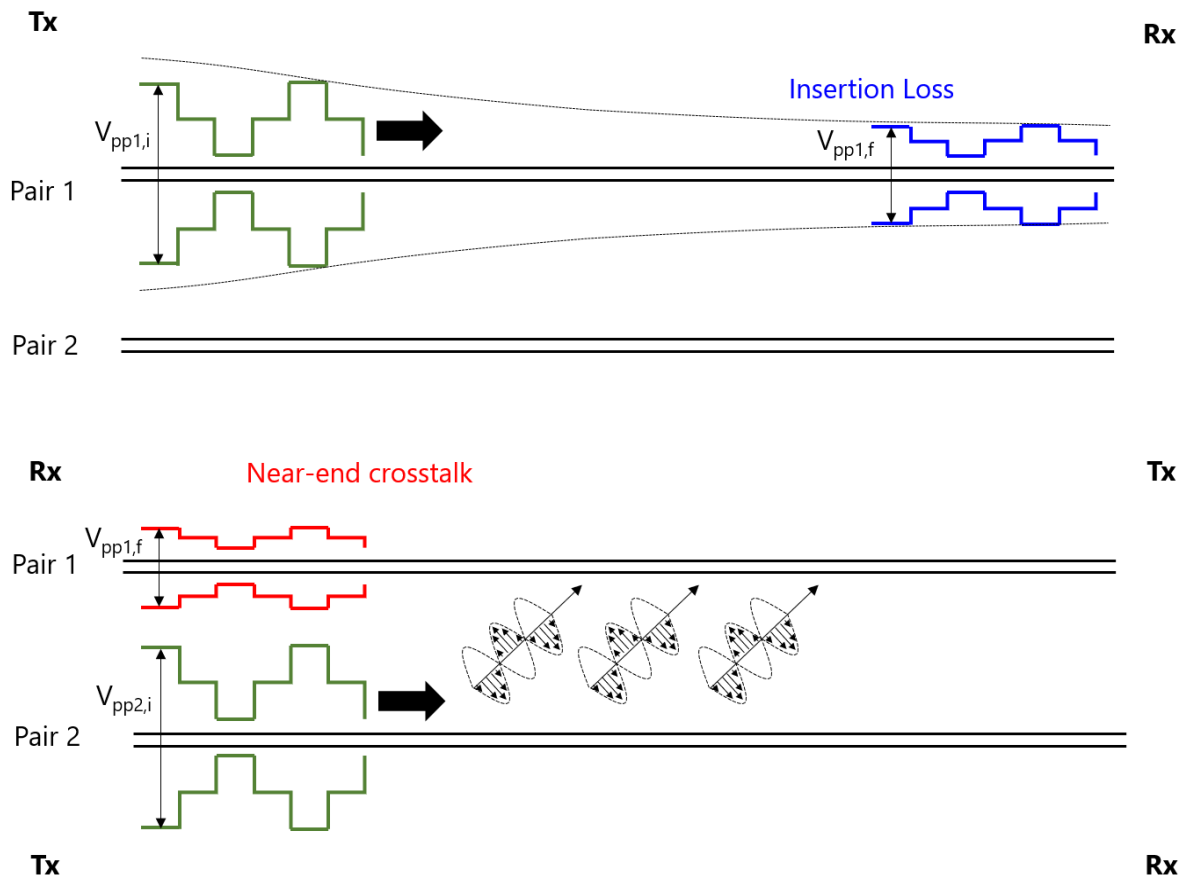 Tx
Rx
Insertion Loss
Vpp1,i
Vpp1,f
Pair 1
Pair 2
Rx
Near-end crosstalk
Tx
Vpp1,f
Pair 1
Vpp2,i
Pair 2
Tx
Rx